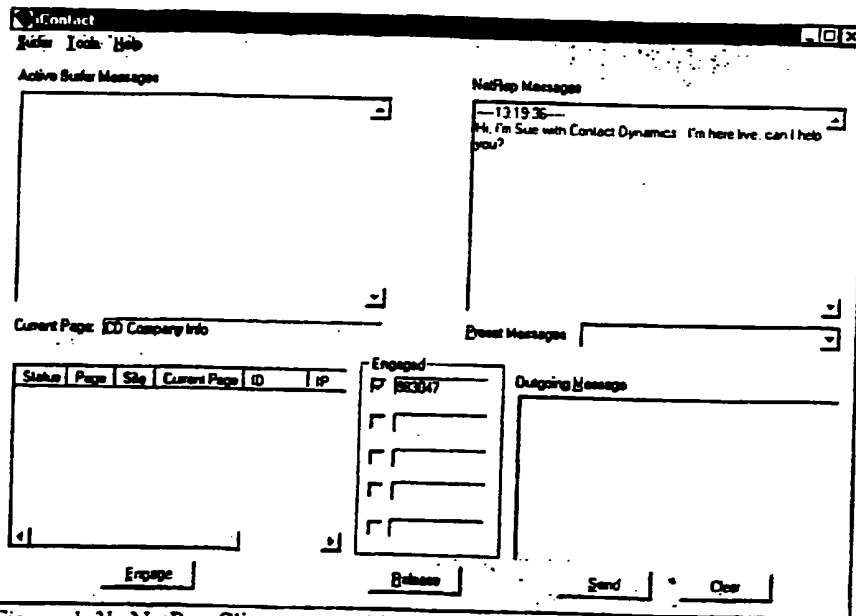 iContact
Surfer Tools Help
Active Surfer Messages
NetRep Messages
----13:19:36----
Hi, I'm Sue with Contact Dynamics. I'm here live, can I help
you?
Current Page: CD Company Info
Preset Messages
Status Page Site Current Page ID IP
Engaged
983047
Outgoing Message
Engage
Release
Send
Clear